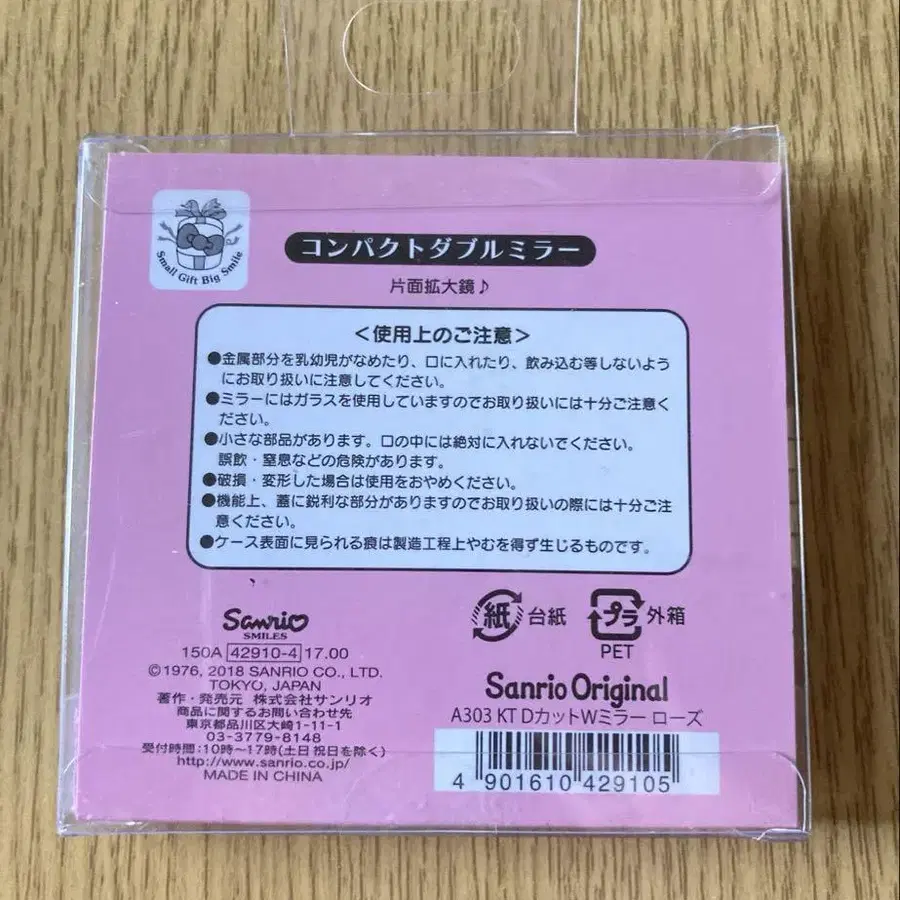 Small Gift Big Smile
コンパクトダブルミラー
片面拡大鏡♪
＜使用上のご注意＞
●金属部分を乳幼児がなめたり、口に入れたり、飲み込む等しないよう
にお取り扱いに注意してください。
●ミラーにはガラスを使用していますのでお取り扱いには十分ご注意く
ださい。
●小さな部品があります。口の中には絶対に入れないでください。
誤飲・窒息などの危険があります。
●破損・変形した場合は使用をおやめください。
●機能上、蓋に鋭利な部分がありますのでお取り扱いの際には十分ご注
意ください。
●ケース表面に見られる痕は製造工程上やむを得ず生じるものです。
Sanrio
SMILES
150A 42910-4 17.00
©1976, 2018 SANRIO CO., LTD.
TOKYO, JAPAN
著作・発売元 株式会社サンリオ
商品に関するお問い合わせ先
東京都品川区大崎1-11-1
03-3779-8148
受付時間：10時～17時(土日祝日を除く)
http://www.sanrio.co.jp/
MADE IN CHINA
紙 台紙
プラ 外箱
PET
Sanrio Original
A303 KT DカットWミラー ローズ
4 901610 429105